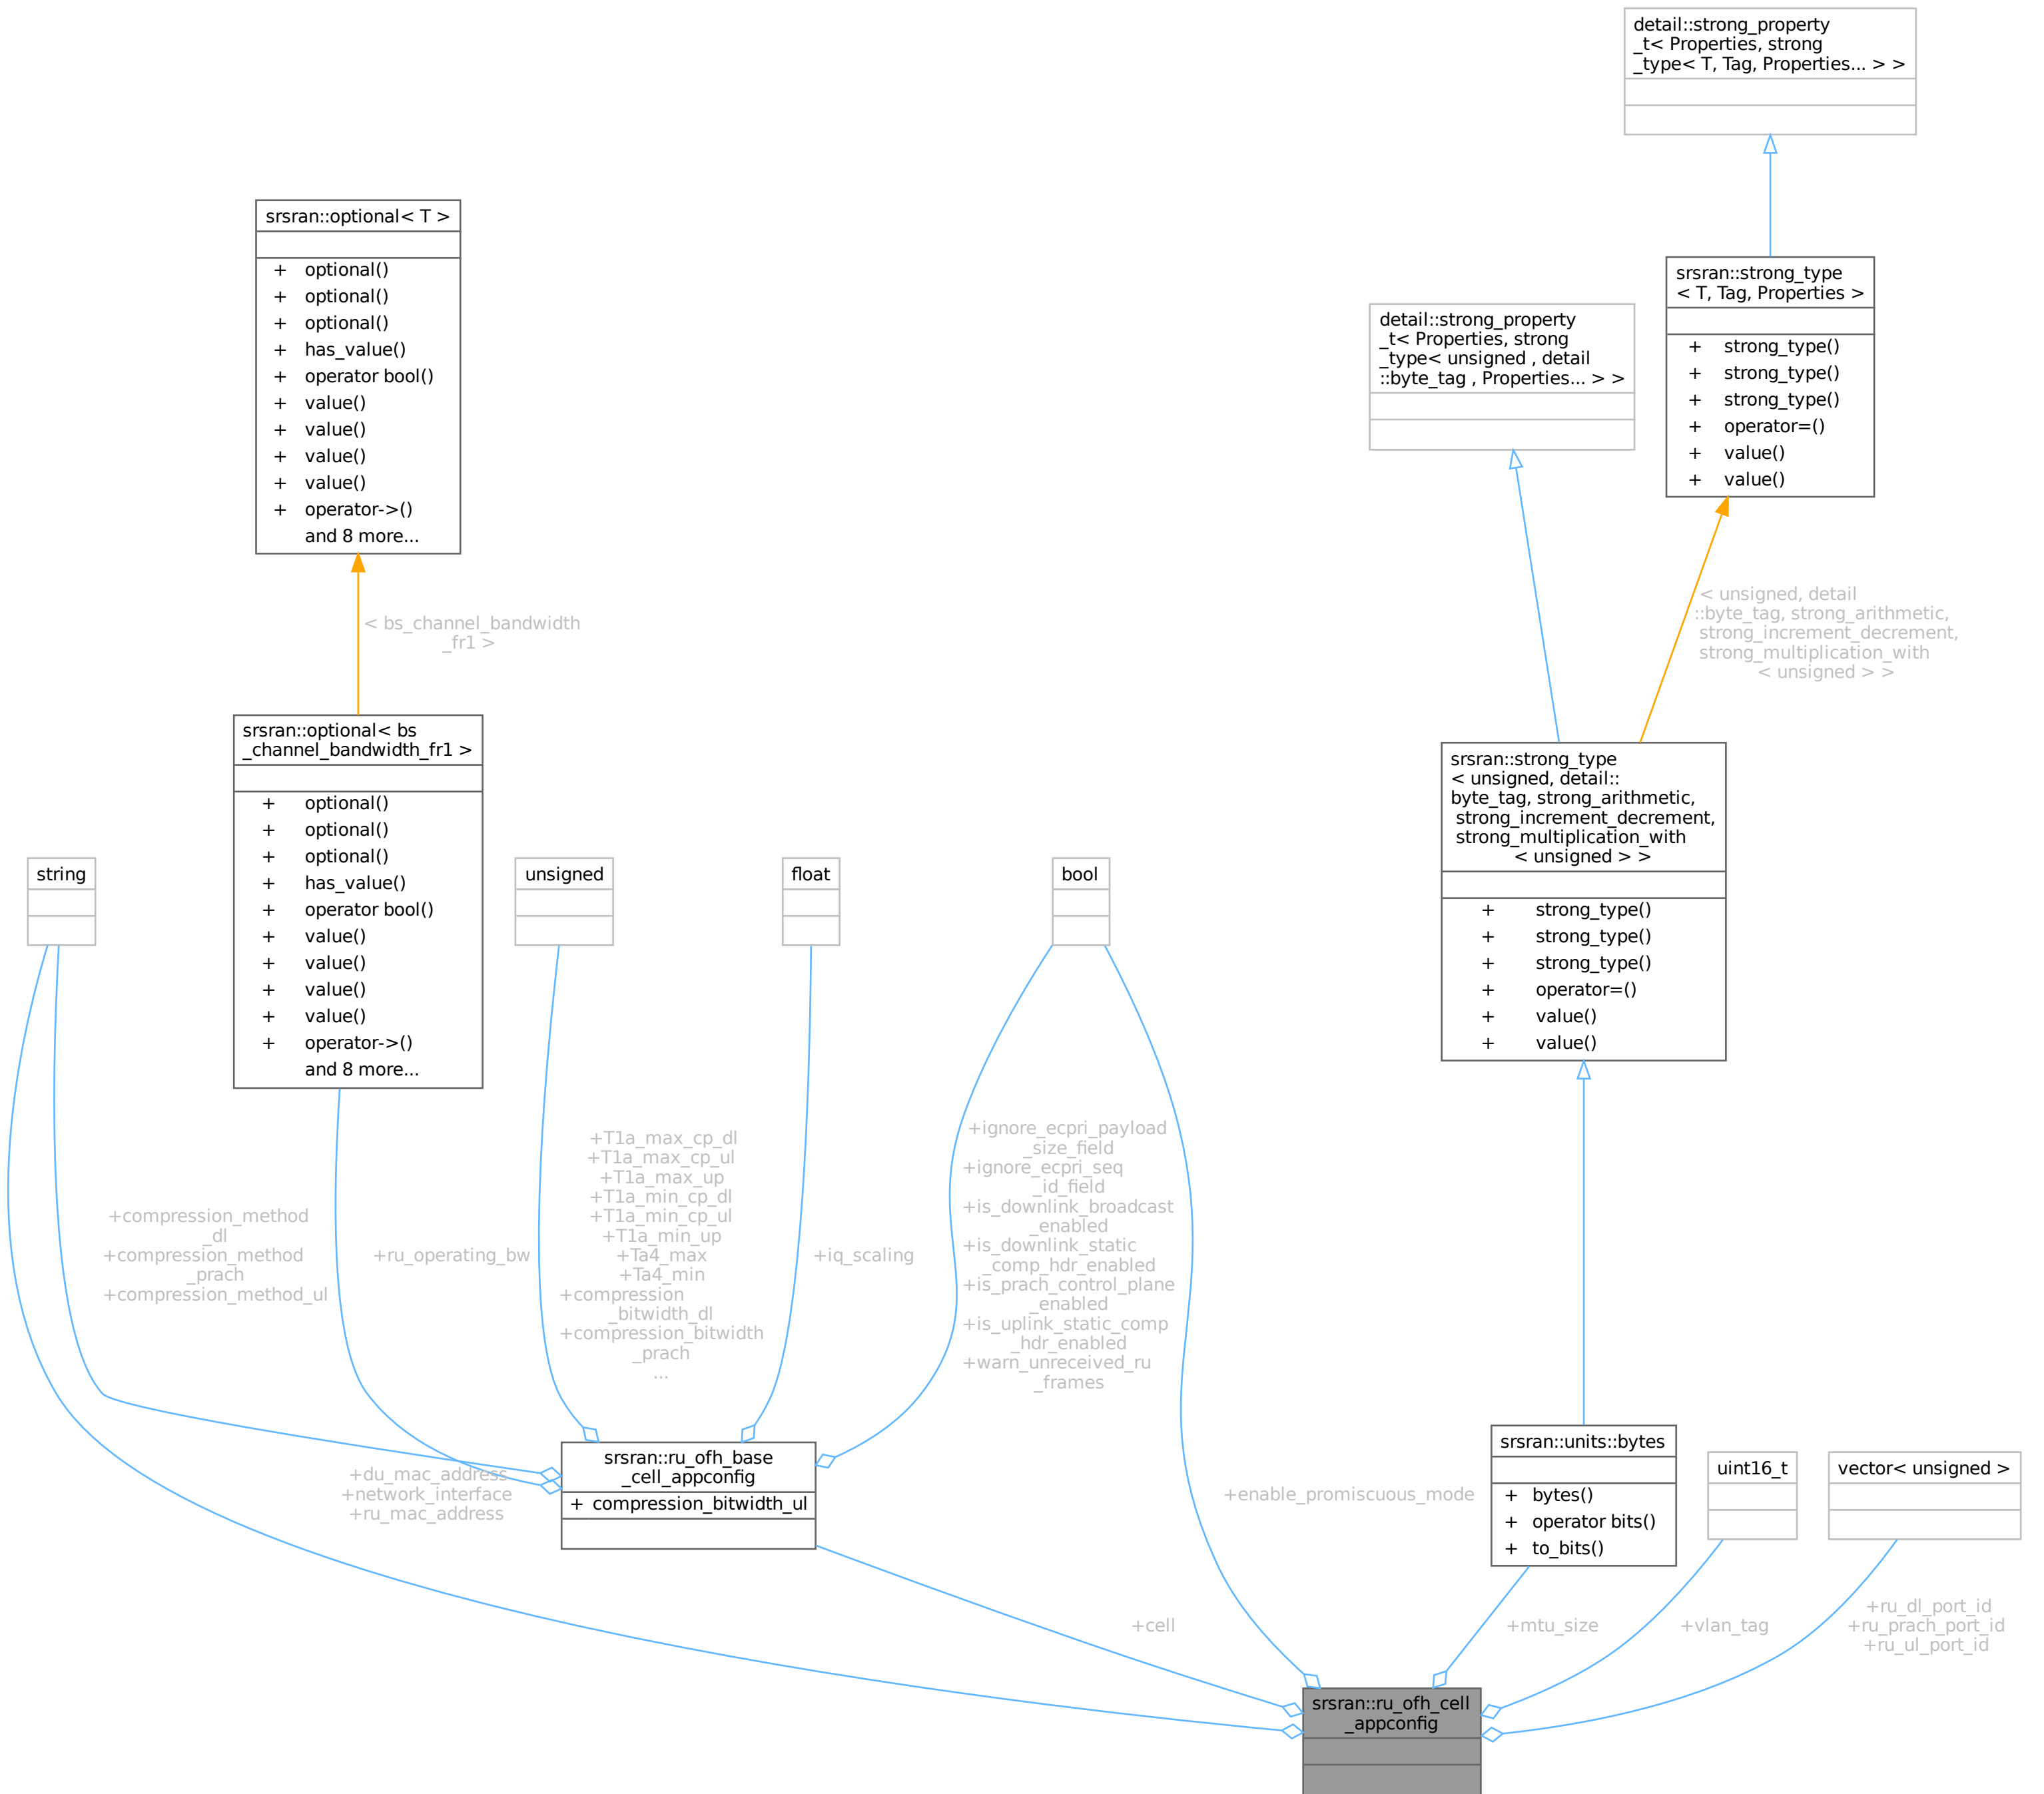 detail::strong_property
_t< Properties, strong
_type< T, Tag, Properties... > >
srsran::optional< T >
+ optional()
+ optional()
+ optional()
+ has_value()
+ operator bool()
+ value()
+ value()
+ value()
+ value()
+ operator->()
and 8 more...
srsran::strong_type
< T, Tag, Properties >
+ strong_type()
+ strong_type()
+ strong_type()
+ operator=()
+ value()
+ value()
detail::strong_property
_t< Properties, strong
_type< unsigned , detail
::byte_tag , Properties... > >
< bs_channel_bandwidth
_fr1 >
< unsigned, detail
::byte_tag, strong_arithmetic,
strong_increment_decrement,
strong_multiplication_with
< unsigned > >
srsran::optional< bs
_channel_bandwidth_fr1 >
+ optional()
+ optional()
+ optional()
+ has_value()
+ operator bool()
+ value()
+ value()
+ value()
+ value()
+ operator->()
and 8 more...
srsran::strong_type
< unsigned, detail::
byte_tag, strong_arithmetic,
strong_increment_decrement,
strong_multiplication_with
< unsigned > >
+ strong_type()
+ strong_type()
+ strong_type()
+ operator=()
+ value()
+ value()
string
unsigned
float
bool
+compression_method
_dl
+compression_method
_prach
+compression_method_ul
+ru_operating_bw
+T1a_max_cp_dl
+T1a_max_cp_ul
+T1a_max_up
+T1a_min_cp_dl
+T1a_min_cp_ul
+T1a_min_up
+Ta4_max
+Ta4_min
+compression
_bitwidth_dl
+compression_bitwidth
_prach
...
+iq_scaling
+ignore_ecpri_payload
_size_field
+ignore_ecpri_seq
_id_field
+is_downlink_broadcast
_enabled
+is_downlink_static
_comp_hdr_enabled
+is_prach_control_plane
_enabled
+is_uplink_static_comp
_hdr_enabled
+warn_unreceived_ru
_frames
+du_mac_address
+network_interface
+ru_mac_address
srsran::ru_ofh_base
_cell_appconfig
+ compression_bitwidth_ul
+enable_promiscuous_mode
srsran::units::bytes
+ bytes()
+ operator bits()
+ to_bits()
uint16_t
vector< unsigned >
+cell
+mtu_size
+vlan_tag
+ru_dl_port_id
+ru_prach_port_id
+ru_ul_port_id
srsran::ru_ofh_cell
_appconfig